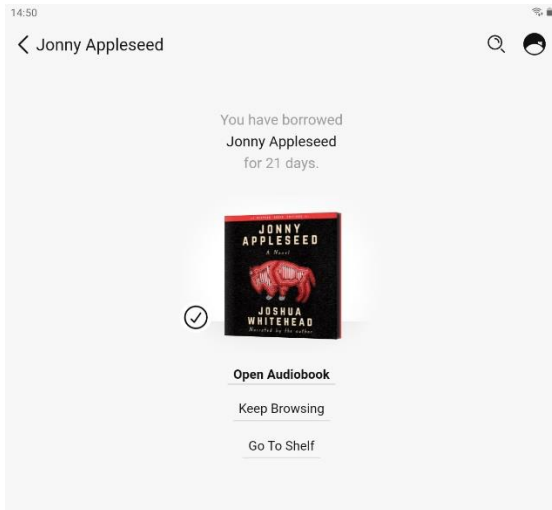 14:50
Jonny Appleseed
You have borrowed
Jonny Appleseed
for 21 days.
JONNY
APPLESEED
A Novel
JOSHUA
WHITEHEAD
Narrated by the author
Open Audiobook
Keep Browsing
Go To Shelf